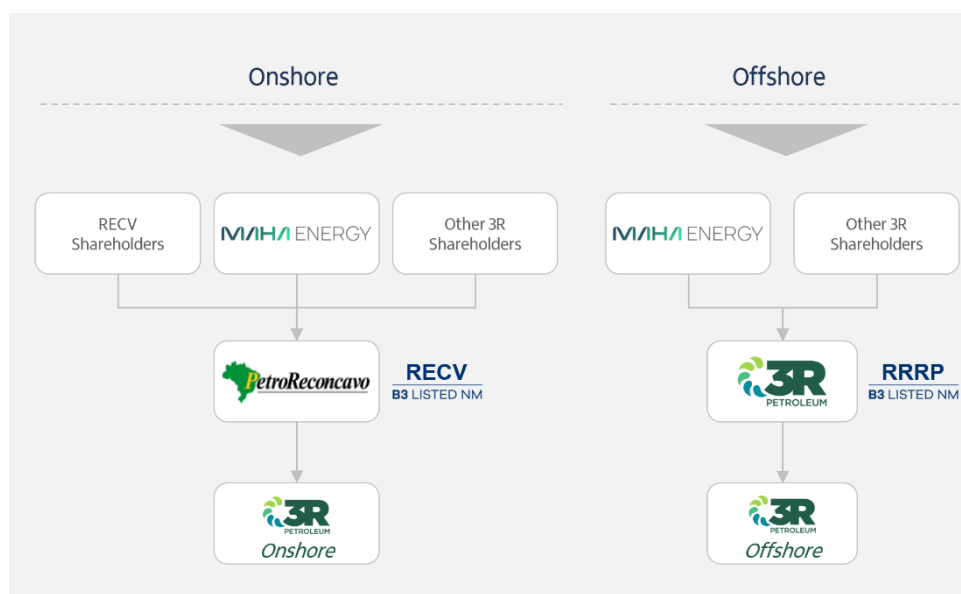 Onshore
Offshore
RECV
Shareholders
MAHA ENERGY
Other 3R
Shareholders
MAHA ENERGY
Other 3R
Shareholders
PetroReconcavo
RECV
B3 LISTED NM
3R
PETROLEUM
RRRP
B3 LISTED NM
3R
PETROLEUM
Onshore
3R
PETROLEUM
Offshore